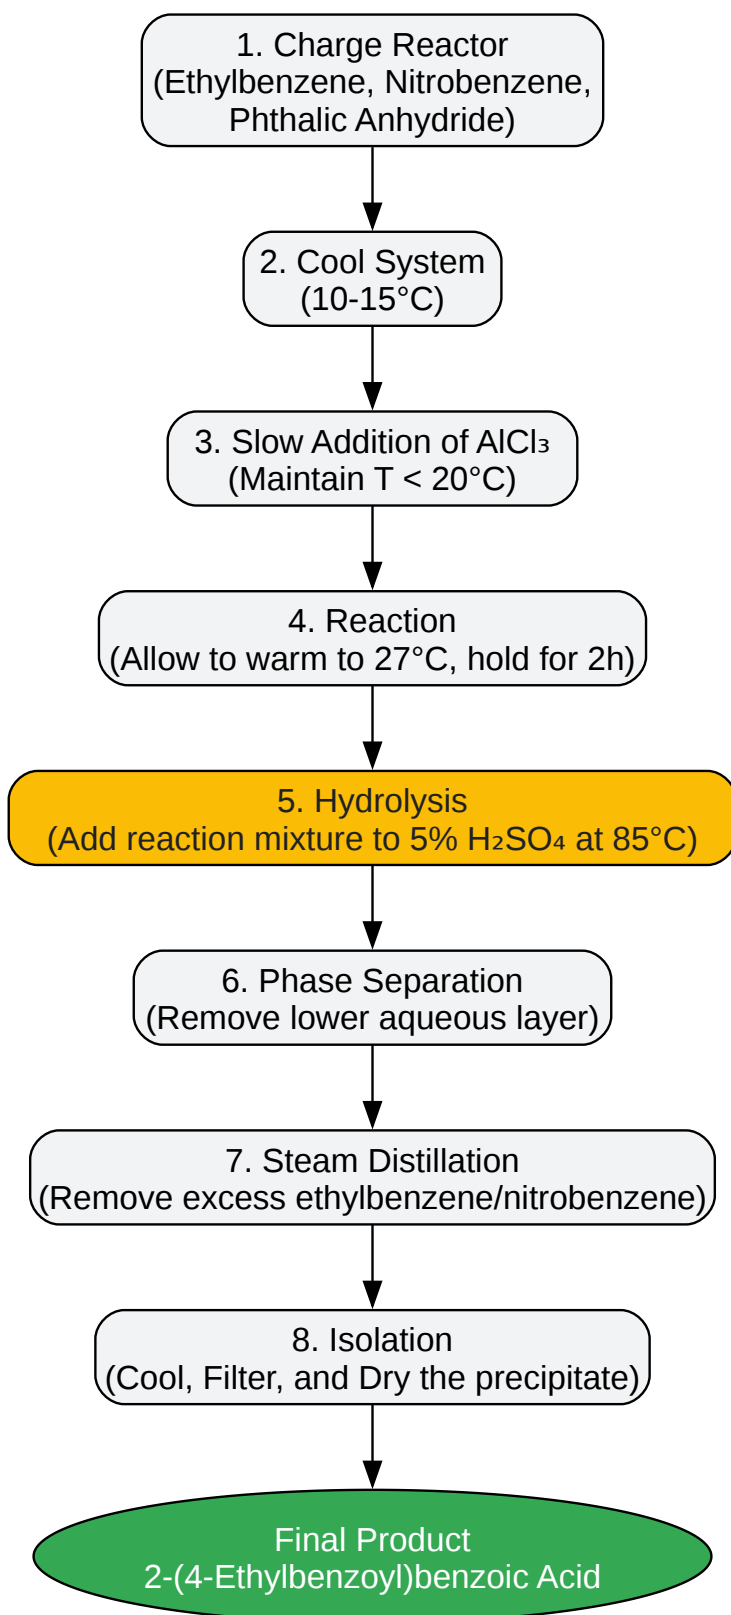 1. Charge Reactor
(Ethylbenzene, Nitrobenzene,
Phthalic Anhydride)
2. Cool System
(10-15°C)
3. Slow Addition of AlCl₃
(Maintain T < 20°C)
4. Reaction
(Allow to warm to 27°C, hold for 2h)
5. Hydrolysis
(Add reaction mixture to 5% H₂SO₄ at 85°C)
6. Phase Separation
(Remove lower aqueous layer)
7. Steam Distillation
(Remove excess ethylbenzene/nitrobenzene)
8. Isolation
(Cool, Filter, and Dry the precipitate)
Final Product
2-(4-Ethylbenzoyl)benzoic Acid